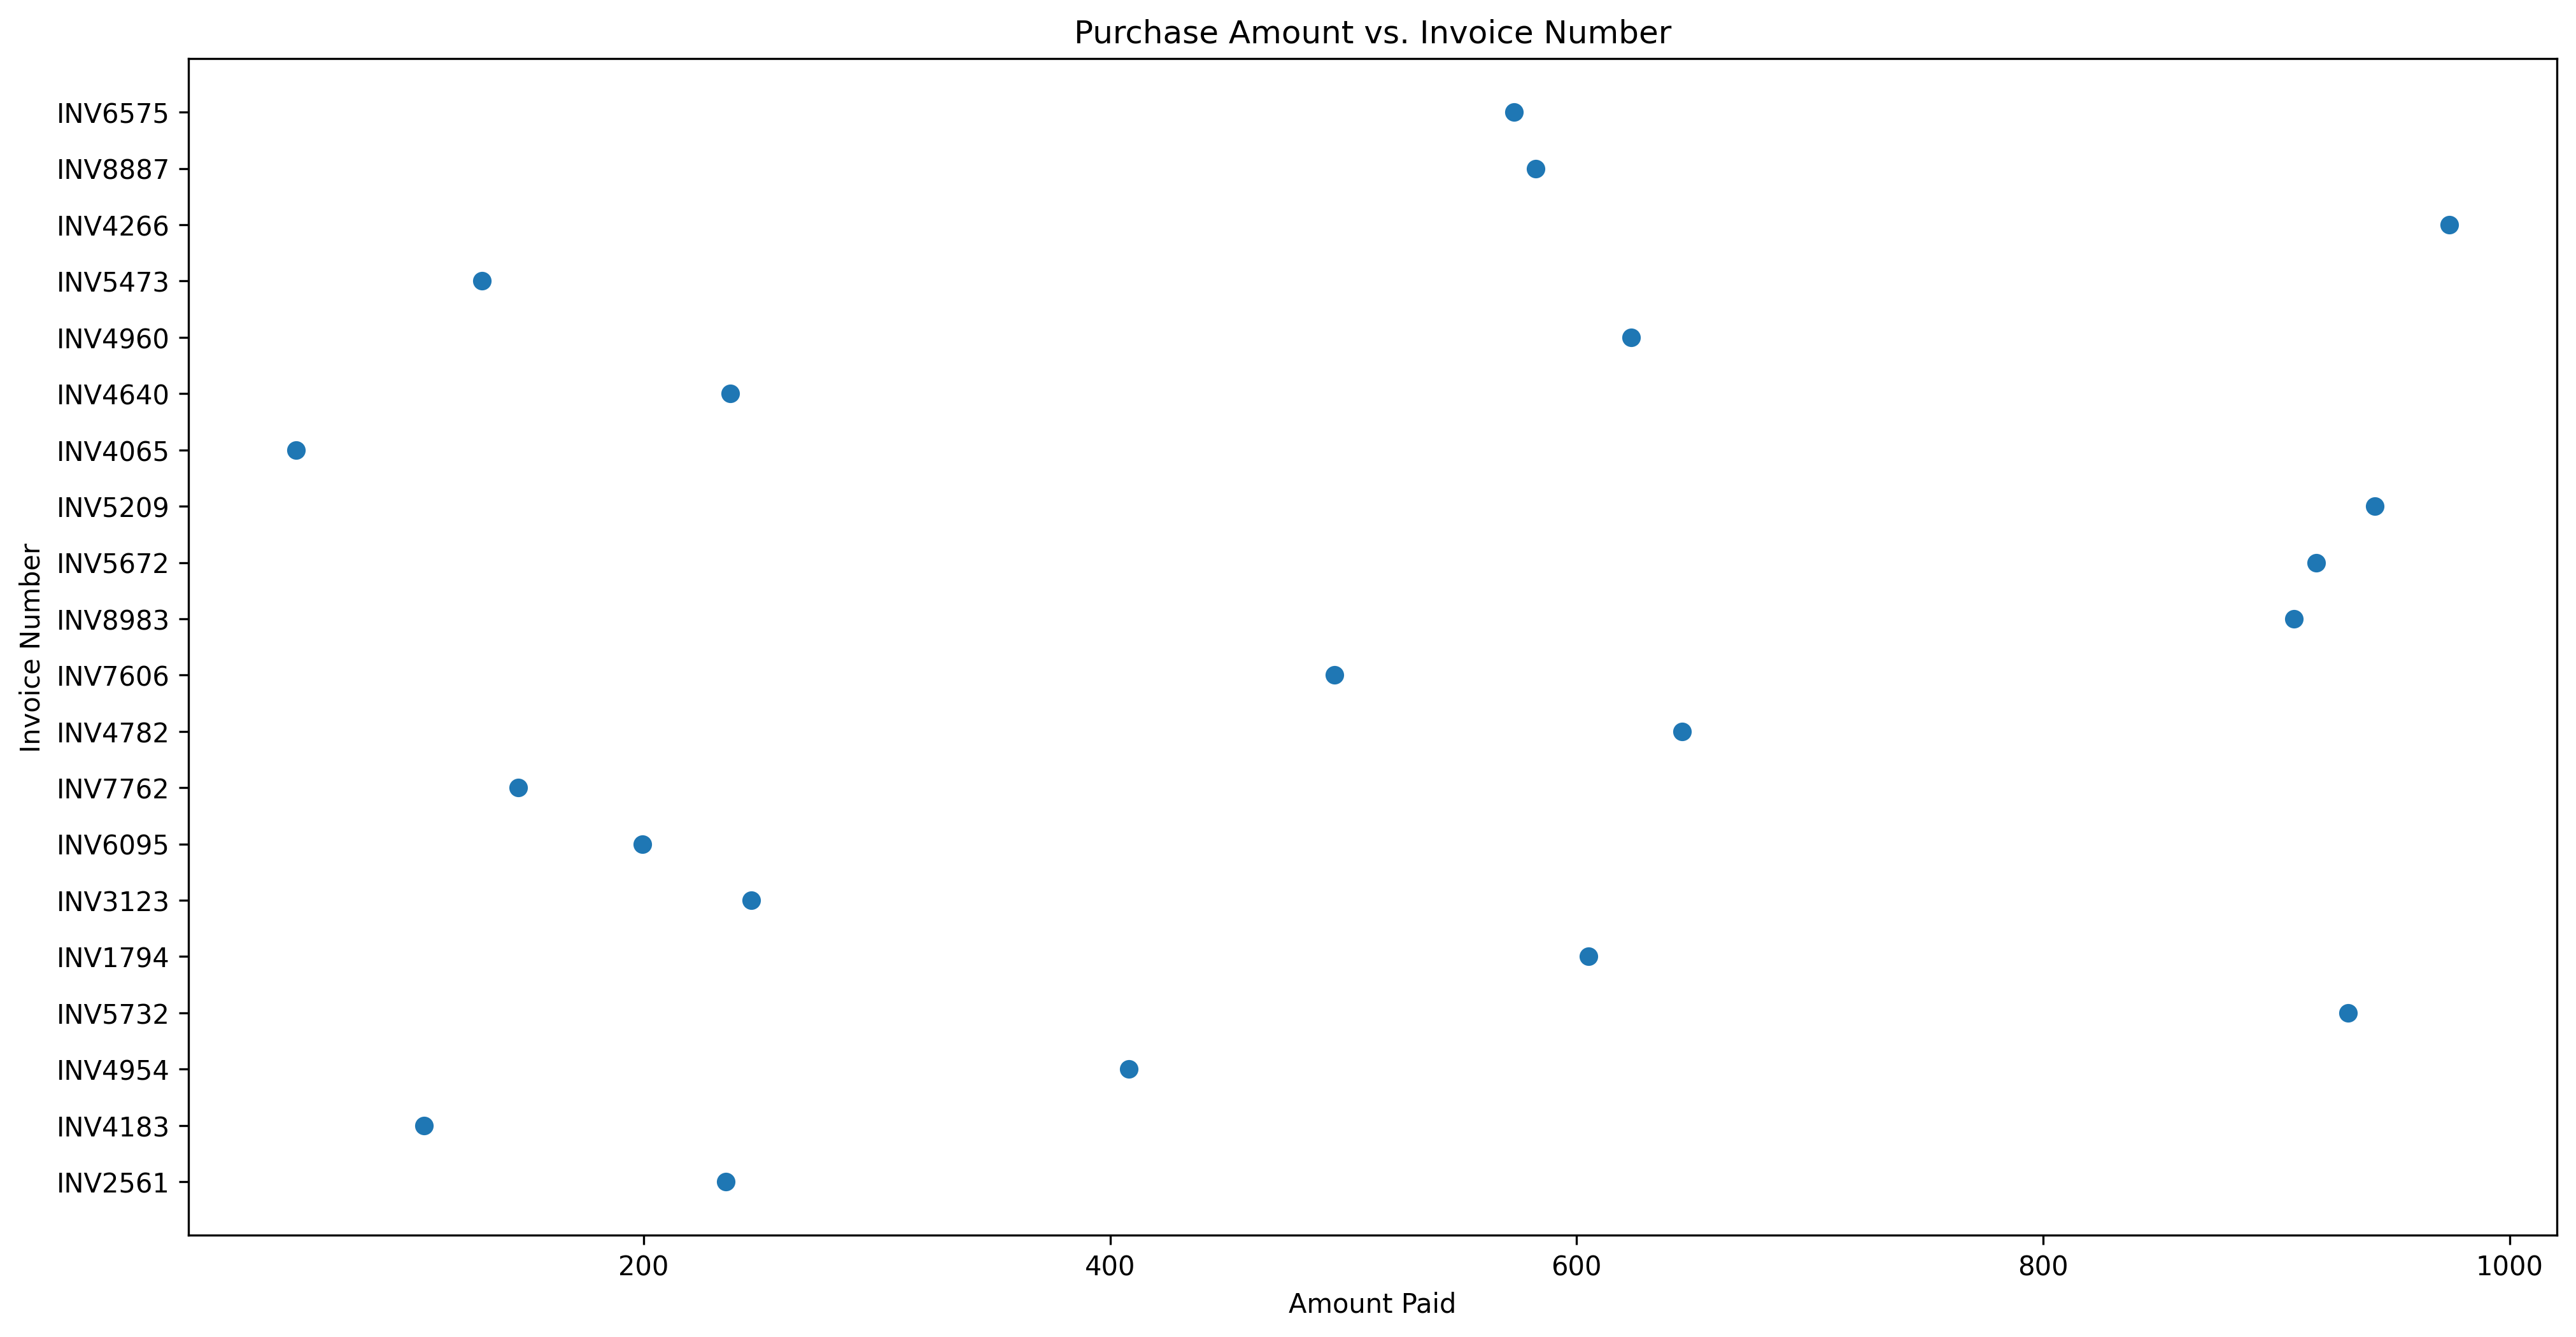 Purchase Amount vs. Invoice Number
INV6575
INV8887
INV4266
INV5473
INV4960
INV4640
INV4065
INV5209
INV5672
INV8983
INV7606
INV4782
INV7762
INV6095
INV3123
INV1794
INV5732
INV4954
INV4183
INV2561
Invoice Number
200 400 600 800 1000
Amount Paid